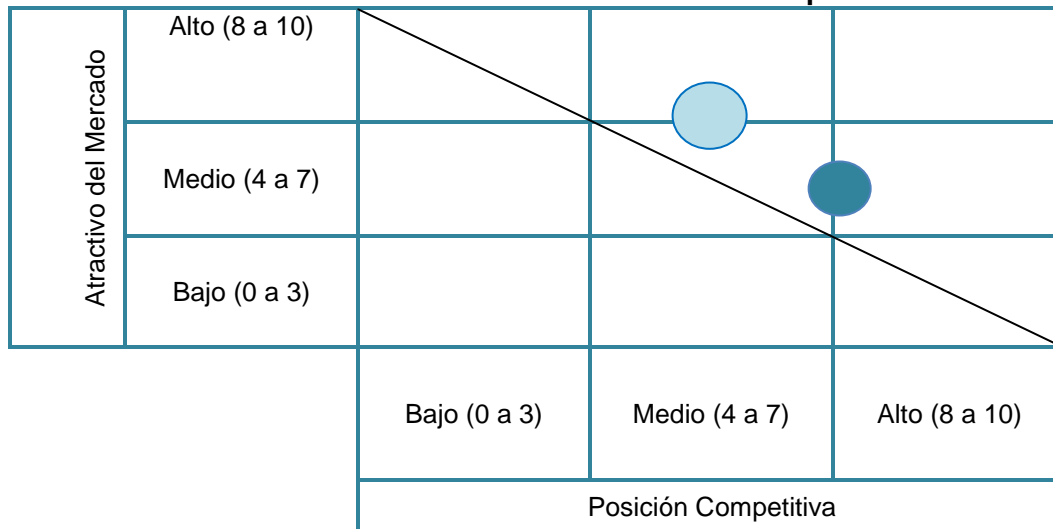 Atractivo del Mercado
Alto (8 a 10)
Medio (4 a 7)
Bajo (0 a 3)
Bajo (0 a 3)
Medio (4 a 7)
Alto (8 a 10)
Posición Competitiva